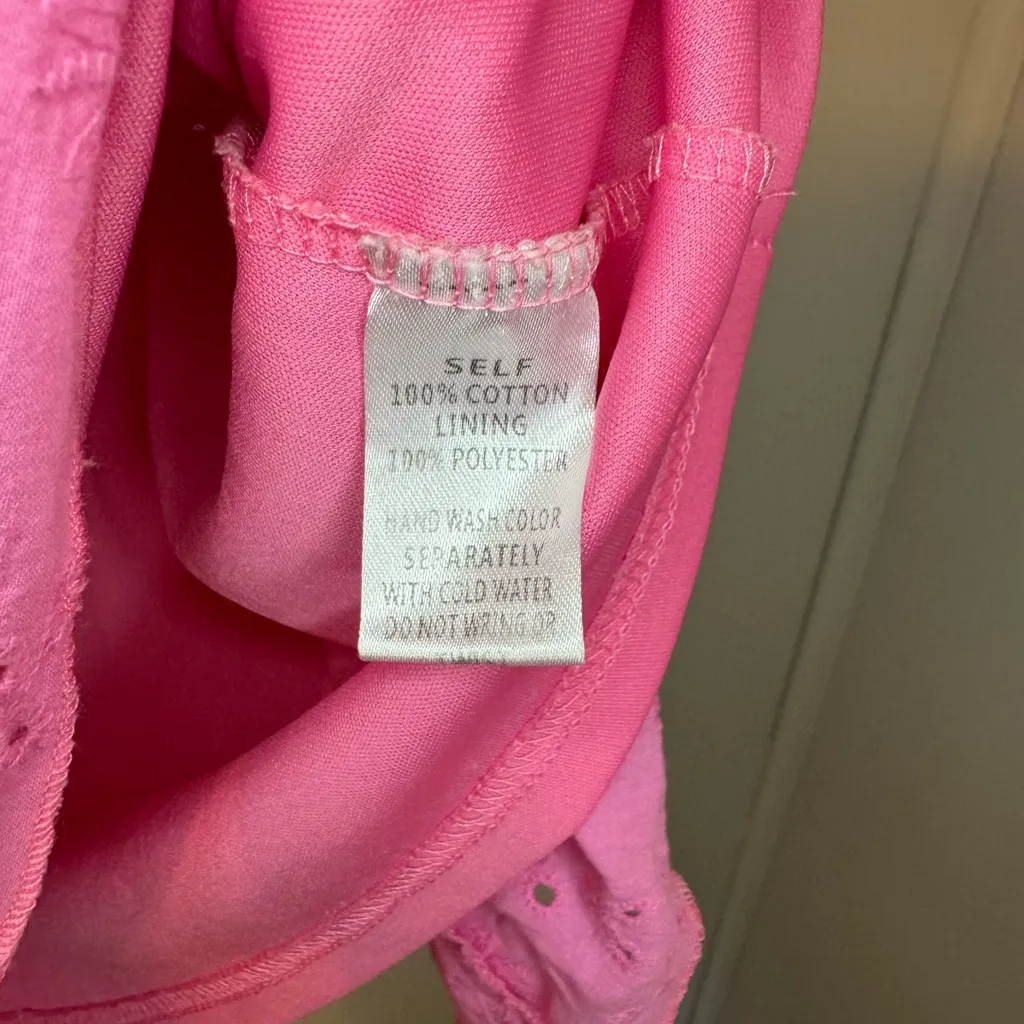 SELF
100% COTTON
LINING
100% POLYESTER
HAND WASH COLOR
SEPARATELY
WITH COLD WATER
DO NOT WRING OR